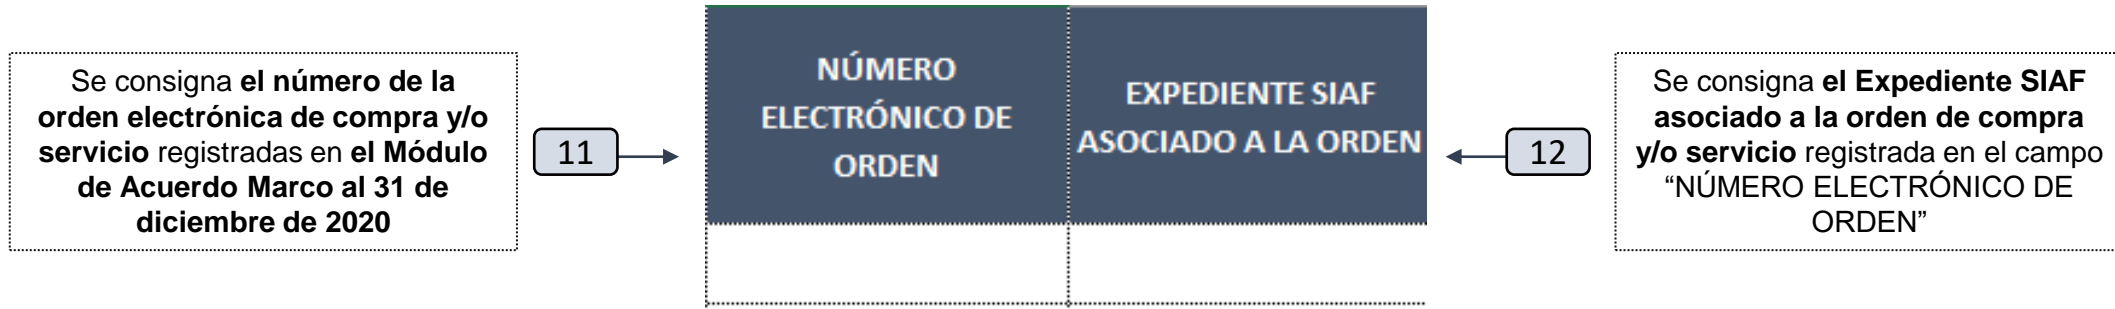 Se consigna el número de la
orden electrónica de compra y/o
servicio registradas en el Módulo
de Acuerdo Marco al 31 de
diciembre de 2020
11
NÚMERO
ELECTRÓNICO DE
ORDEN
EXPEDIENTE SIAF
ASOCIADO A LA ORDEN
12
Se consigna el Expediente SIAF
asociado a la orden de compra
y/o servicio registrada en el campo
“NÚMERO ELECTRÓNICO DE
ORDEN”